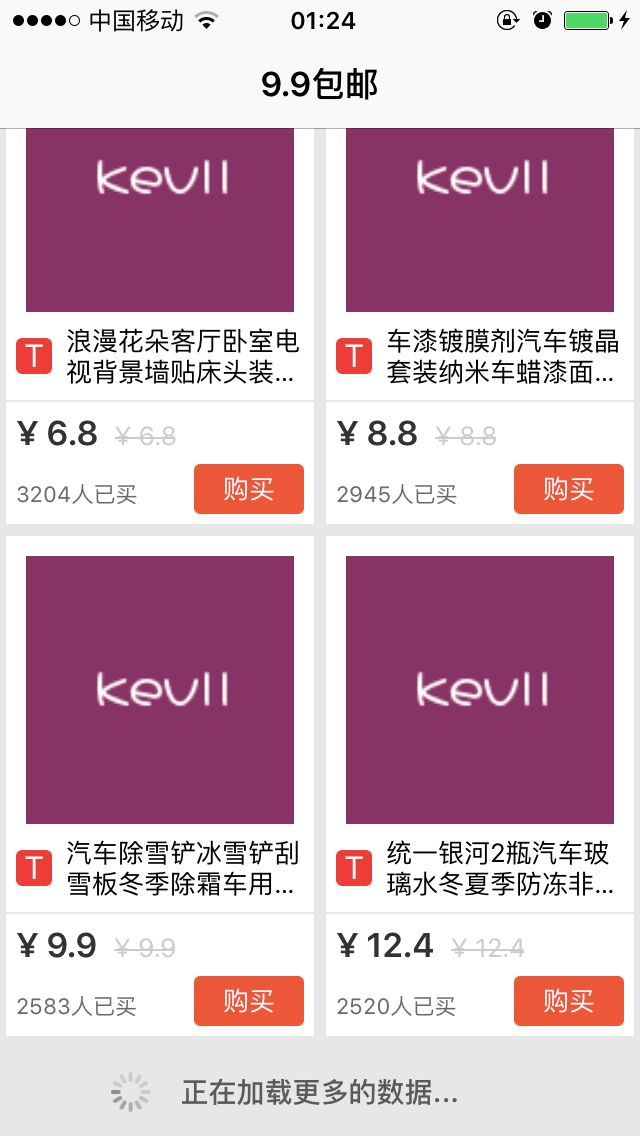 中国移动 01:24
9.9包邮
kevll kevll
T 浪漫花朵客厅卧室电
视背景墙贴床头装...
T 车漆镀膜剂汽车镀晶
套装纳米车蜡漆面...
¥ 6.8 ¥ 6.8
3204人已买 购买
¥ 8.8 ¥ 8.8
2945人已买 购买
kevll kevll
T 汽车除雪铲冰雪铲刮
雪板冬季除霜车用...
T 统一银河2瓶汽车玻
璃水冬夏季防冻非...
¥ 9.9 ¥ 9.9
2583人已买 购买
¥ 12.4 ¥ 12.4
2520人已买 购买
正在加载更多的数据...